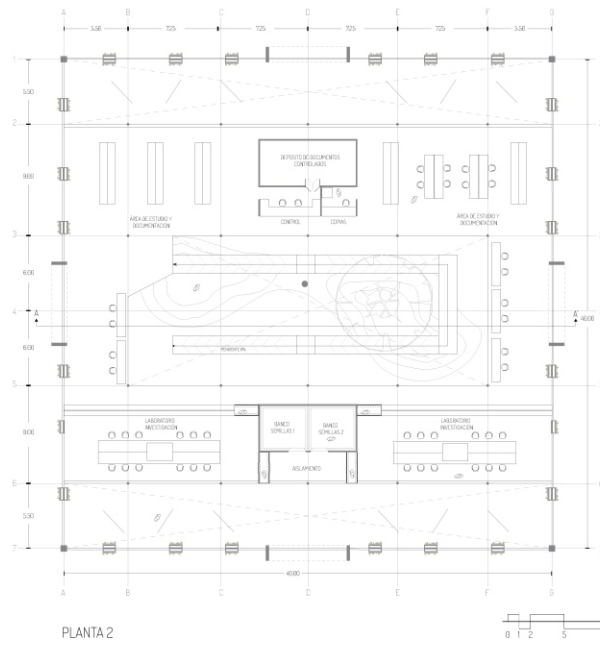 A B C D E F G
5.50 7.25 7.25 7.25 7.25 5.50
1
5.50
2
DEPOSITO DE DOCUMENTOS
CONTROLADOS
9.00
CONTROL COPIAS
ÁREA DE ESTUDIO Y
DOCUMENTACIÓN
ÁREA DE ESTUDIO Y
DOCUMENTACIÓN
3
6.00
4
A' A'
40.00
6.00
5
LABORATORIO
INVESTIGACIÓN
BANCO
SEMILLAS 1
BANCO
SEMILLAS 2
LABORATORIO
INVESTIGACIÓN
8.00
AISLAMIENTO
6
5.50
7
40.00
A B C D E F G
PLANTA 2
0 1 2 5